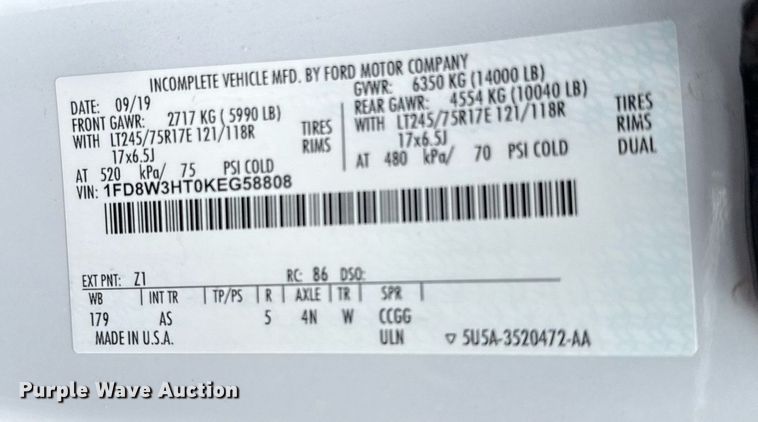 INCOMPLETE VEHICLE MFD. BY FORD MOTOR COMPANY
DATE: 09/19 GVWR: 6350 KG (14000 LB)
FRONT GAWR: 2717 KG ( 5990 LB) REAR GAWR: 4554 KG (10040 LB)
WITH LT245/75R17E 121/118R TIRES WITH LT245/75R17E 121/118R TIRES
17x6.5J RIMS 17x6.5J RIMS
AT 520 kPa/ 75 PSI COLD AT 480 kPa/ 70 PSI COLD DUAL
VIN: 1FD8W3HT0KEG58808
EXT PNT: Z1 RC: 86 DSO:
WB INT TR TP/PS R AXLE TR SPR
179 AS 5 4N W CCGG
MADE IN U.S.A. ULN ▽ 5U5A-3520472-AA
Purple Wave Auction